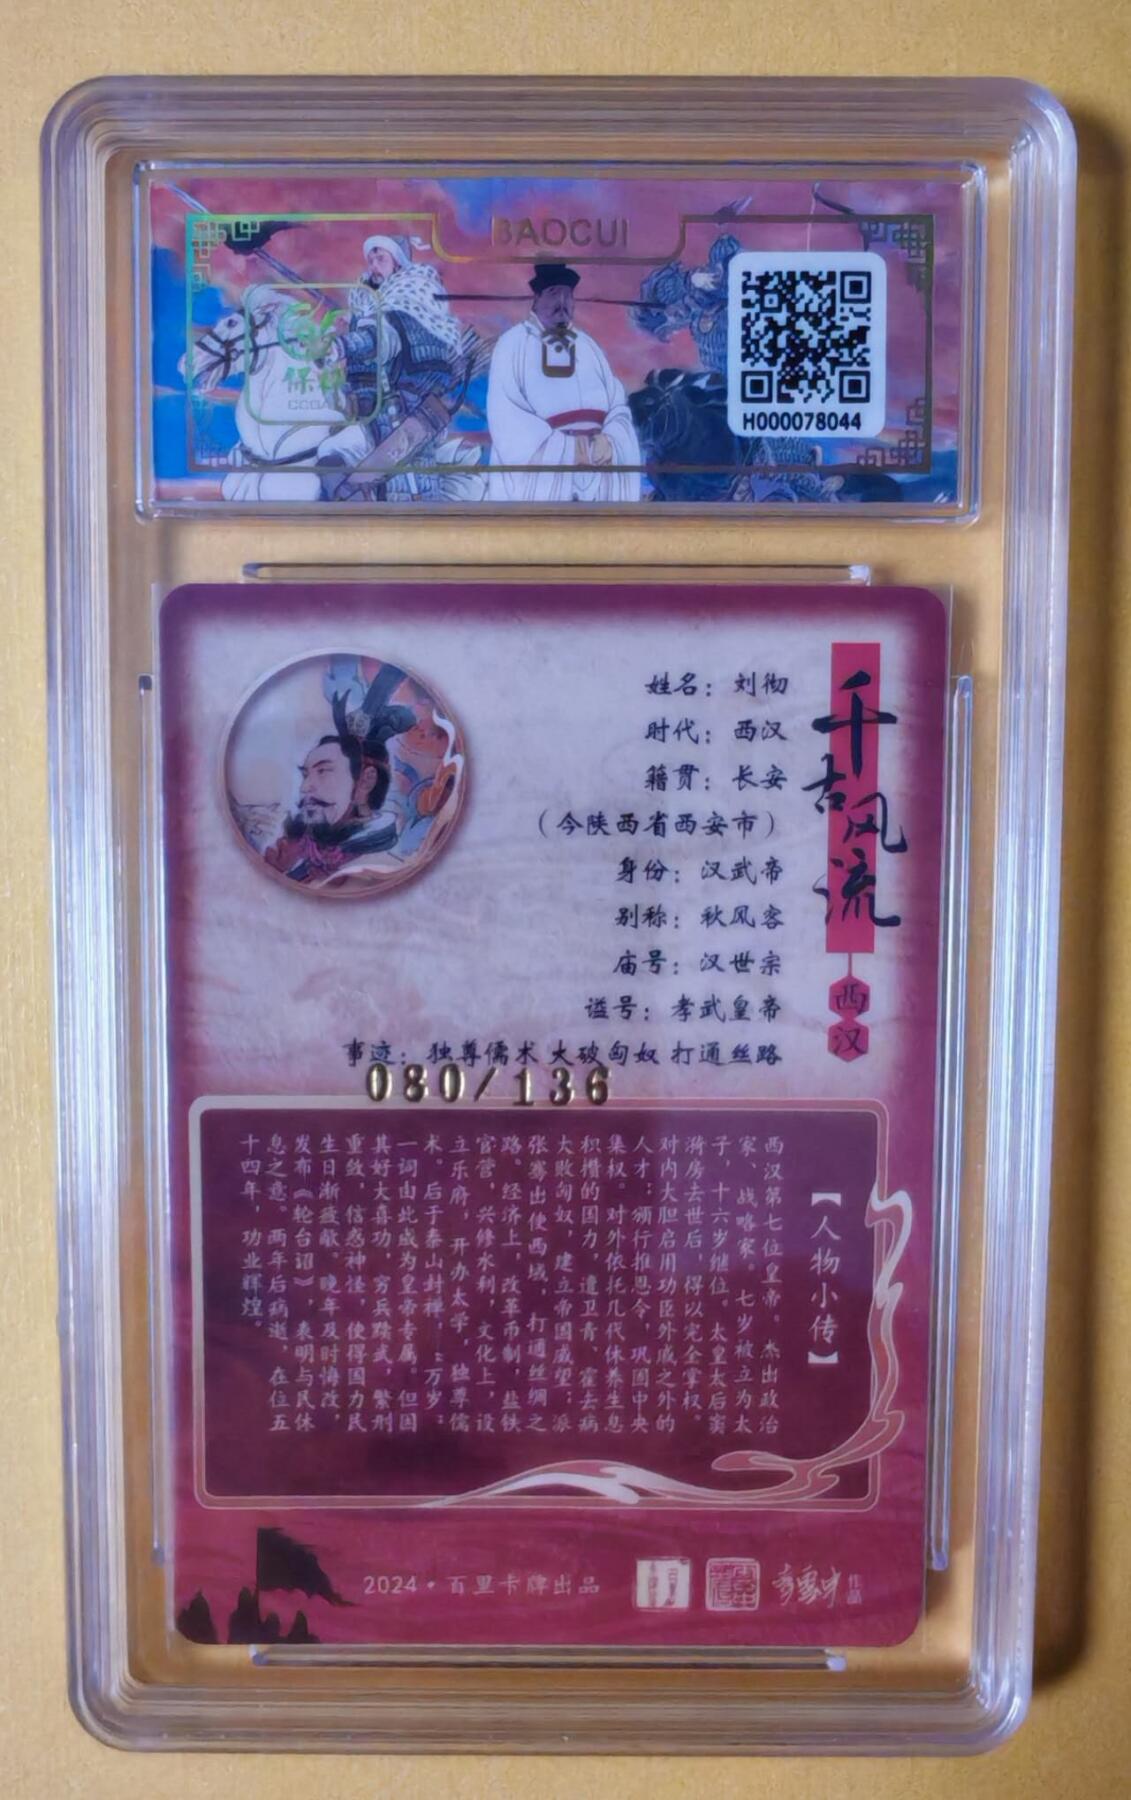 BAOCUI
保粹
CCGA
H000078044
千古风流
西汉
姓名：刘彻
时代：西汉
籍贯：长安
（今陕西省西安市）
身份：汉武帝
别称：秋风客
庙号：汉世宗
谥号：孝武皇帝
事迹：独尊儒术 大破匈奴 打通丝路
080/136
【人物小传】
西汉第七位皇帝。杰出政治
家、战略家。七岁被立为太
子，十六岁继位。太皇太后窦
漪房去世后，得以完全掌权。
对内大胆启用功臣外戚之外的
人才；颁行推恩令，巩固中央
集权。对外依托几代休养生息
积攒的国力，遣卫青、霍去病
大败匈奴，建立帝国威望；派
张骞出使西域，打通丝绸之
路。经济上，改革币制，盐铁
官营，兴修水利，文化上，设
立乐府，开办太学，独尊儒
术。后于泰山封禅，“万岁”
一词由此成为皇帝专属。但因
其好大喜功，穷兵黩武，繁刑
重敛，信惑神怪，使得国力民
生日渐疲敝。晚年及时悔改，
发布《轮台诏》，表明与民休
息之意。两年后病逝，在位五
十四年，功业辉煌。
2024·百里卡牌出品
作品